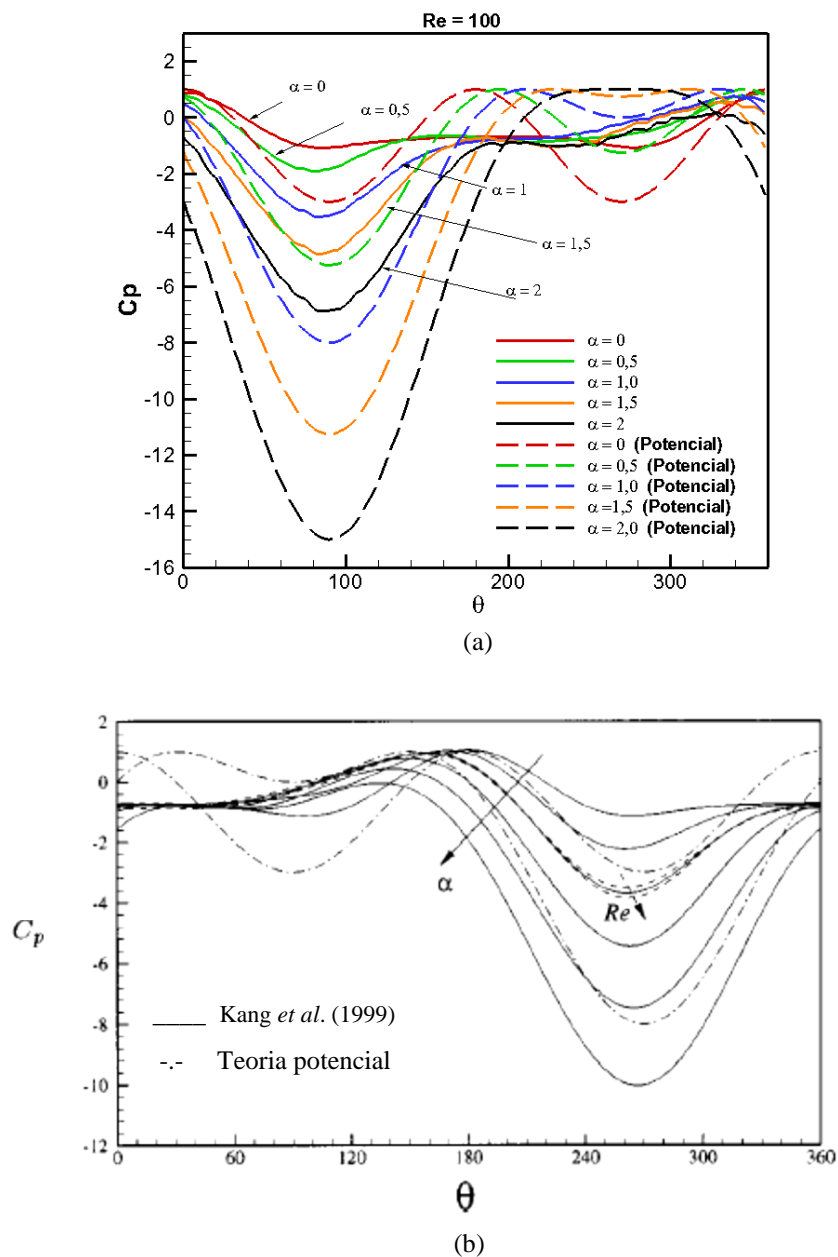 Re = 100
2
0
-2
-4
-6
-8
-10
-12
-14
-16
Cp
α = 0
α = 0,5
α = 1
α = 1,5
α = 2
α = 0
α = 0,5
α = 1,0
α = 1,5
α = 2
α = 0 (Potencial)
α = 0,5 (Potencial)
α = 1,0 (Potencial)
α =1,5 (Potencial)
α = 2,0 (Potencial)
0 100 200 300
θ
(a)
2
0
-2
-4
-6
-8
-10
-12
Cp
α
Re
Kang et al. (1999)
-.- Teoria potencial
0 60 120 180 240 300 360
θ
(b)